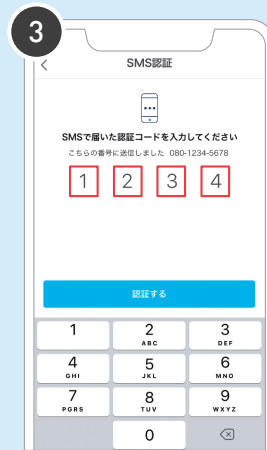 3
SMS認証
SMSで届いた認証コードを入力してください
こちらの番号に送信しました 080-1234-5678
1 2 3 4
認証する
1 2 3
ABC DEF
4 5 6
GHI JKL MNO
7 8 9
PGRS TUV WXYZ
0